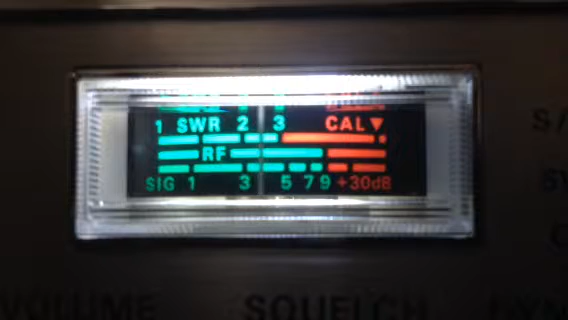 1 SWR 2 3 CAL▼
RF
SIG 1 3 5 7 9 +30dB
S/
VOLUME SQUELCH